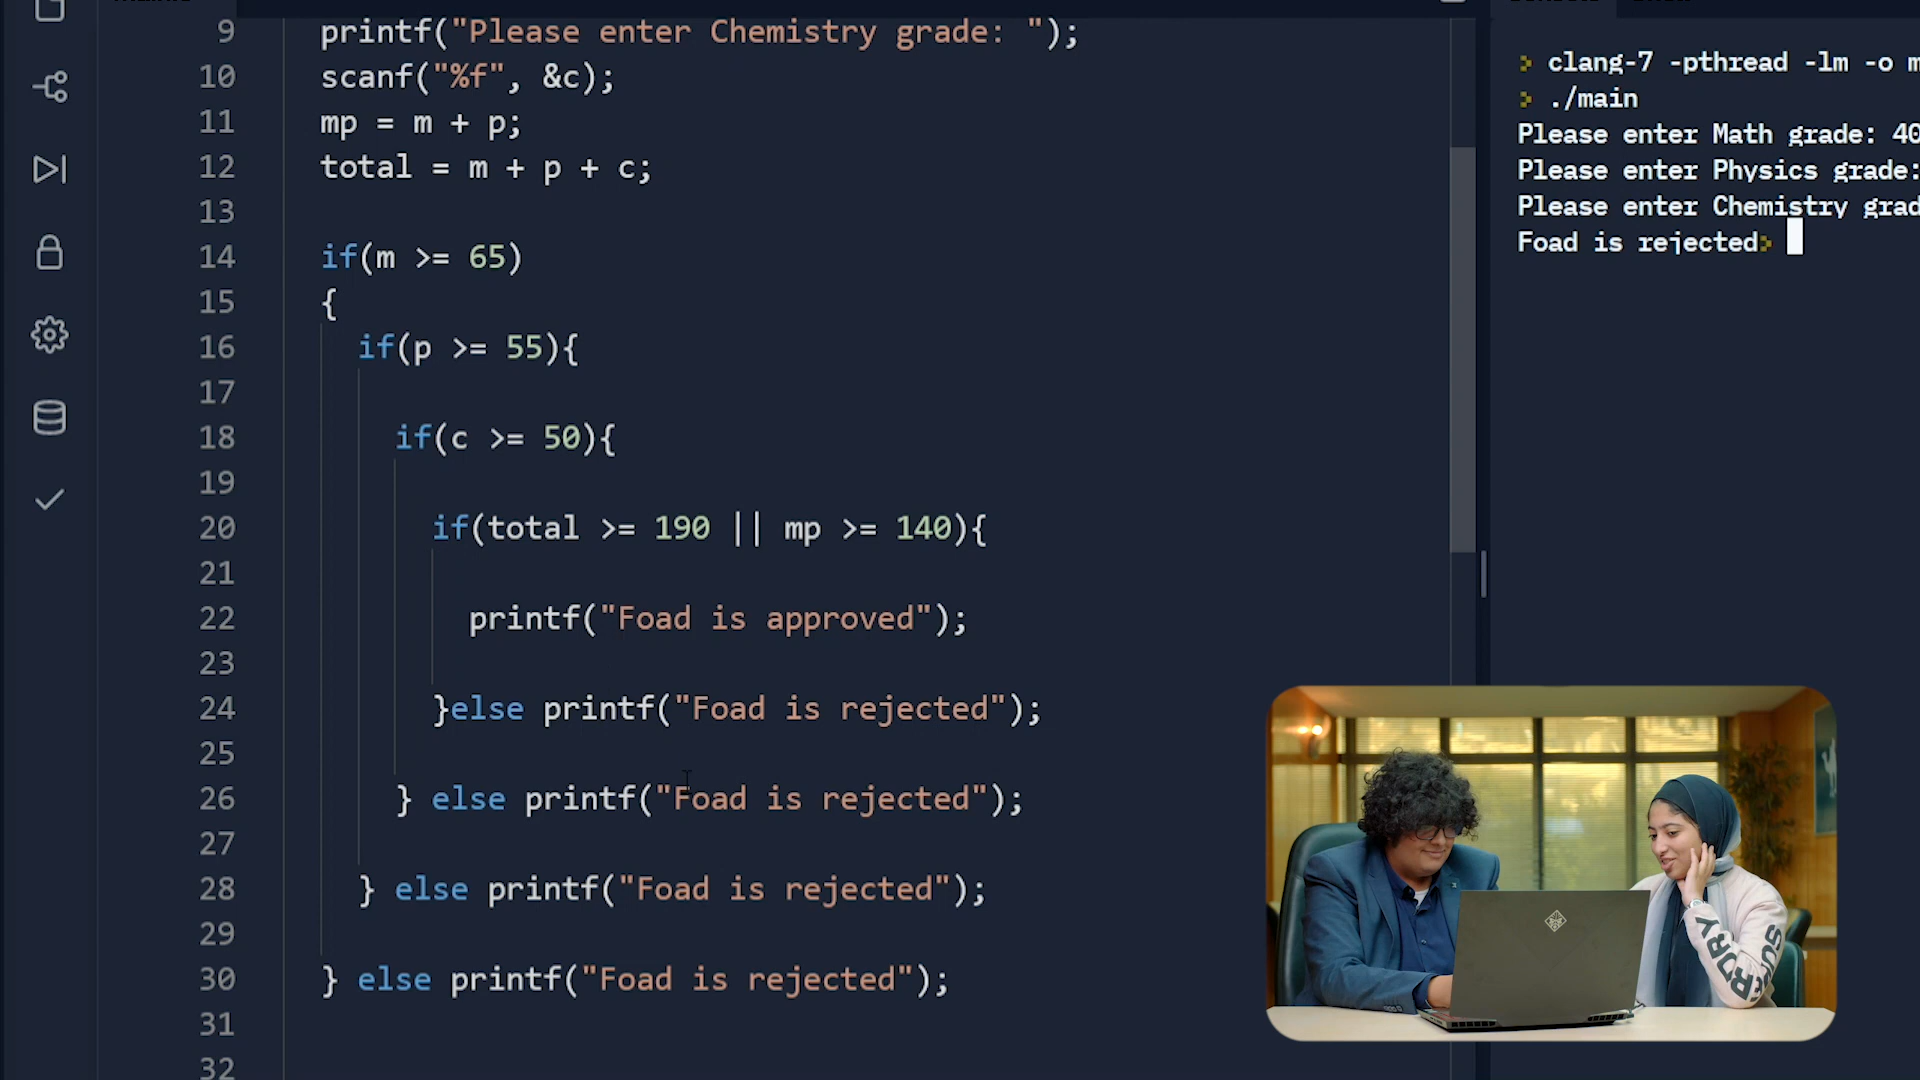 9 printf("Please enter Chemistry grade: ");
10 scanf("%f", &c);
11 mp = m + p;
12 total = m + p + c;
13
14 if(m >= 65)
15 {
16 if(p >= 55){
17
18 if(c >= 50){
19
20 if(total >= 190 || mp >= 140){
21
22 printf("Foad is approved");
23
24 }else printf("Foad is rejected");
25
26 } else printf("Foad is rejected");
27
28 } else printf("Foad is rejected");
29
30 } else printf("Foad is rejected");
31
32
clang-7 -pthread -lm -o m
./main
Please enter Math grade: 40
Please enter Physics grade:
Please enter Chemistry grad
Foad is rejected